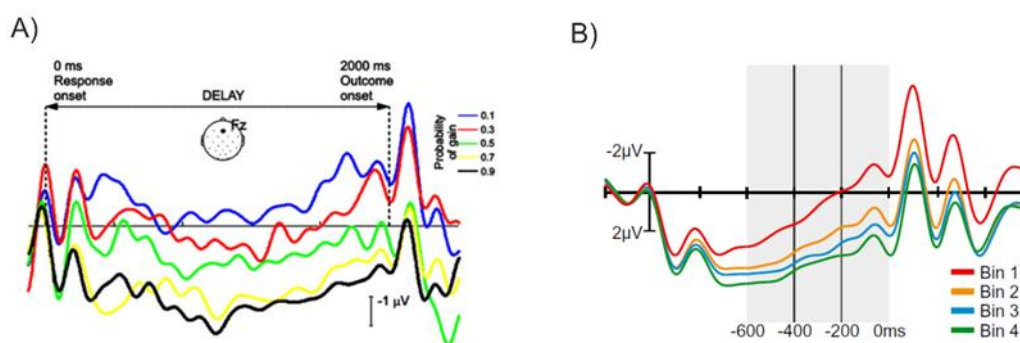 A)
0 ms
Response
onset
2000 ms
Outcome
onset
DELAY
Fz
Probability
of gain
0.1
0.3
0.5
0.7
0.9
-1 µV
B)
-2µV
2µV
-600 -400 -200 0ms
Bin 1
Bin 2
Bin 3
Bin 4